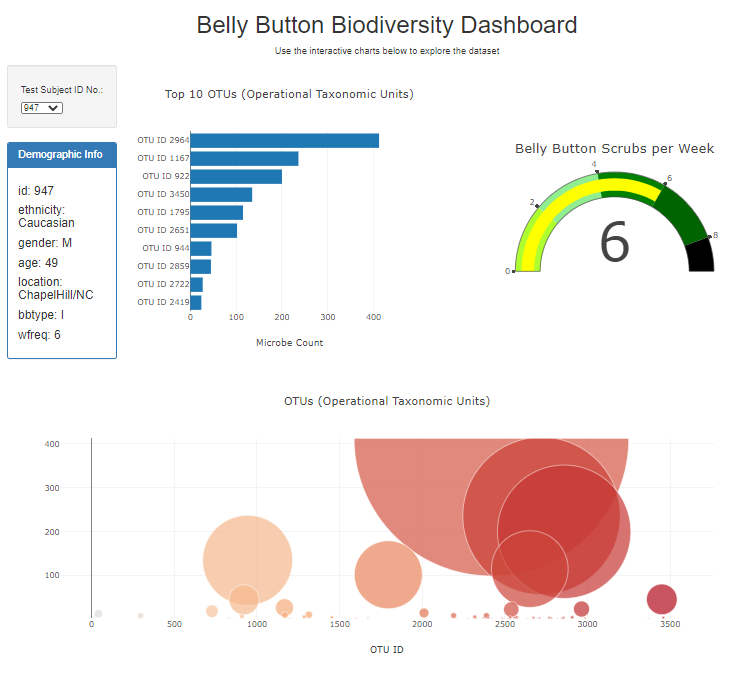 Belly Button Biodiversity Dashboard
Use the interactive charts below to explore the dataset
Test Subject ID No.:
947
Demographic Info
id: 947
ethnicity:
Caucasian
gender: M
age: 49
location:
ChapelHill/NC
bbtype: I
wfreq: 6
Top 10 OTUs (Operational Taxonomic Units)
OTU ID 2964
OTU ID 1167
OTU ID 922
OTU ID 3450
OTU ID 1795
OTU ID 2651
OTU ID 944
OTU ID 2859
OTU ID 2722
OTU ID 2419
0 100 200 300 400
Microbe Count
Belly Button Scrubs per Week
0
2
4
6
8
6
OTUs (Operational Taxonomic Units)
400
300
200
100
0 500 1000 1500 2000 2500 3000 3500
OTU ID